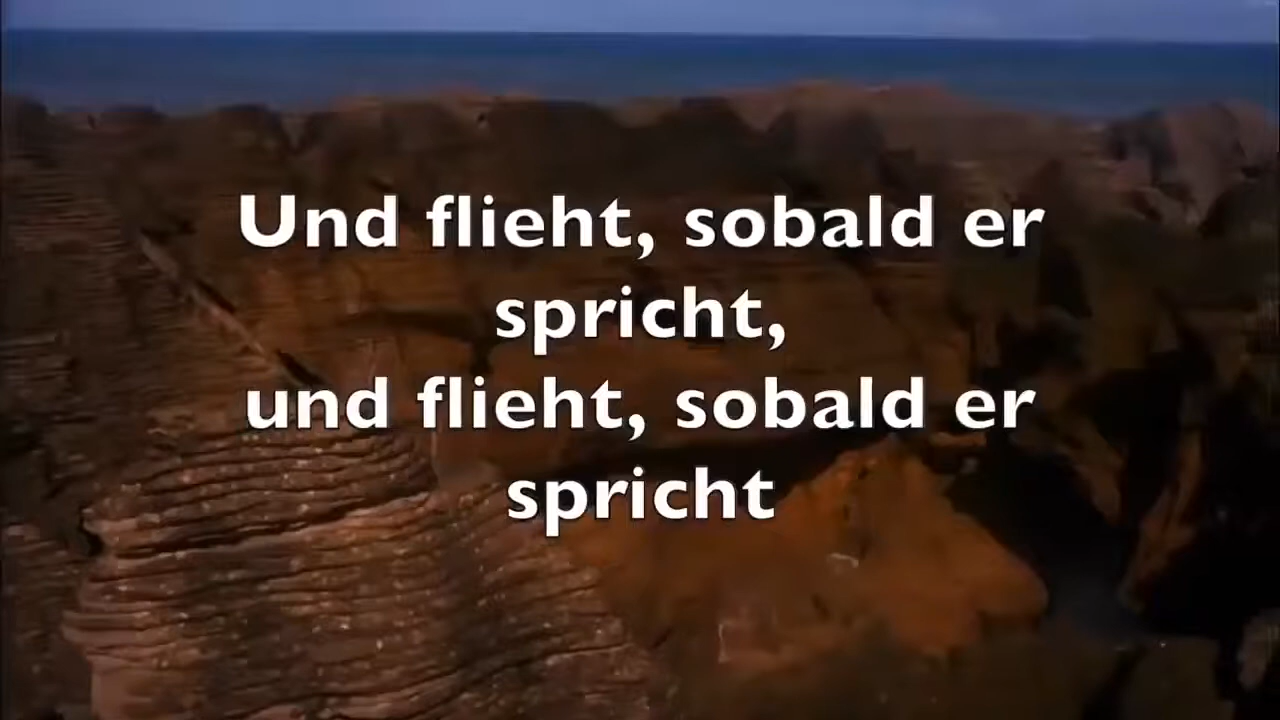 Und flieht, sobald er
spricht,
und flieht, sobald er
spricht